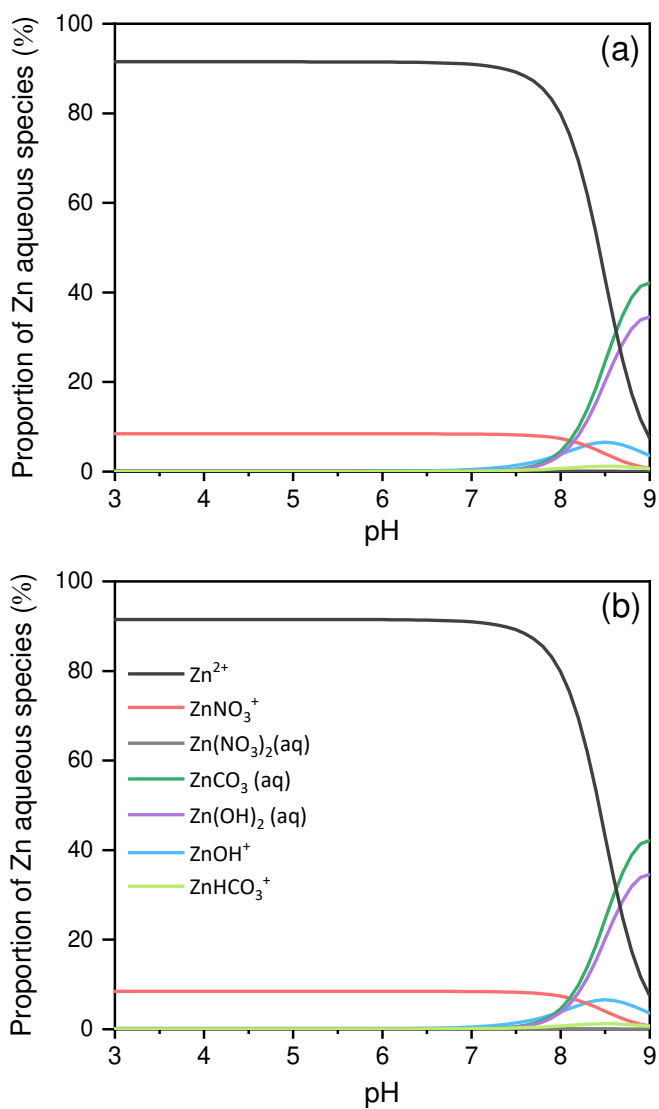 Proportion of Zn aqueous species (%)
100
80
60
40
20
0
(a)
3 4 5 6 7 8 9
pH
Proportion of Zn aqueous species (%)
100
80
60
40
20
0
(b)
Zn²⁺
ZnNO₃⁺
Zn(NO₃)₂(aq)
ZnCO₃ (aq)
Zn(OH)₂ (aq)
ZnOH⁺
ZnHCO₃⁺
3 4 5 6 7 8 9
pH